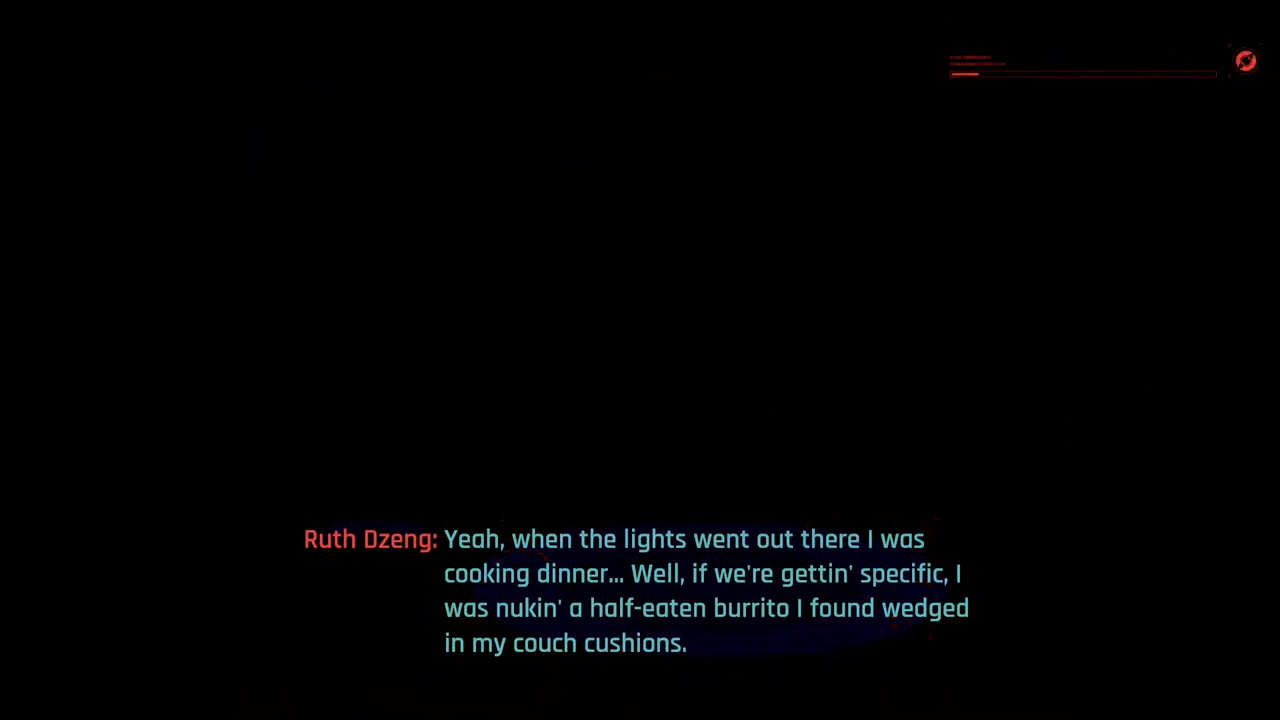 Ruth Dzeng: Yeah, when the lights went out there I was
cooking dinner... Well, if we're gettin' specific, I
was nukin' a half-eaten burrito I found wedged
in my couch cushions.